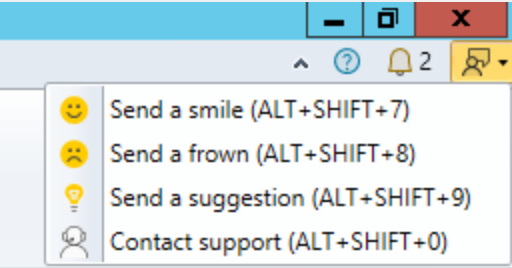 2
Send a smile (ALT+SHIFT+7)
Send a frown (ALT+SHIFT+8)
Send a suggestion (ALT+SHIFT+9)
Contact support (ALT+SHIFT+0)